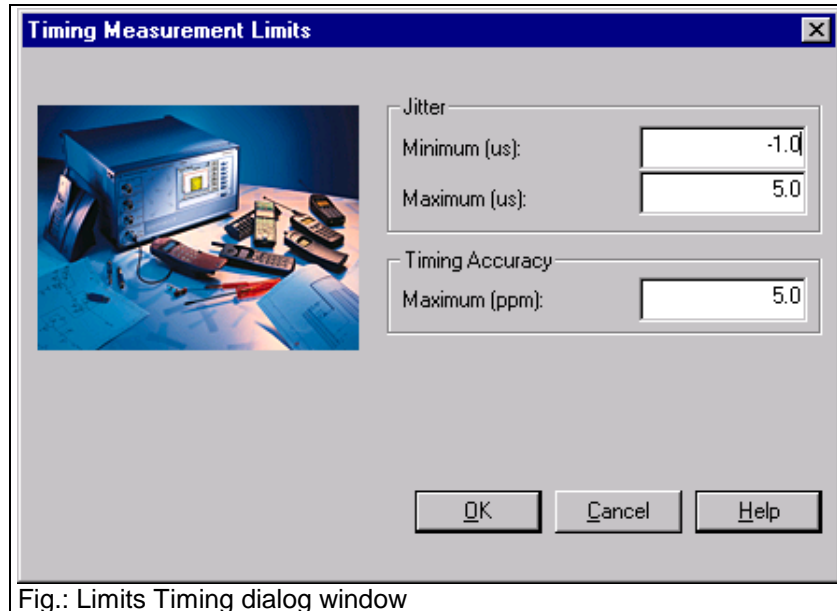 Timing Measurement Limits
Jitter
Minimum (us): -1.0
Maximum (us): 5.0
Timing Accuracy
Maximum (ppm): 5.0
OK Cancel Help
Fig.: Limits Timing dialog window